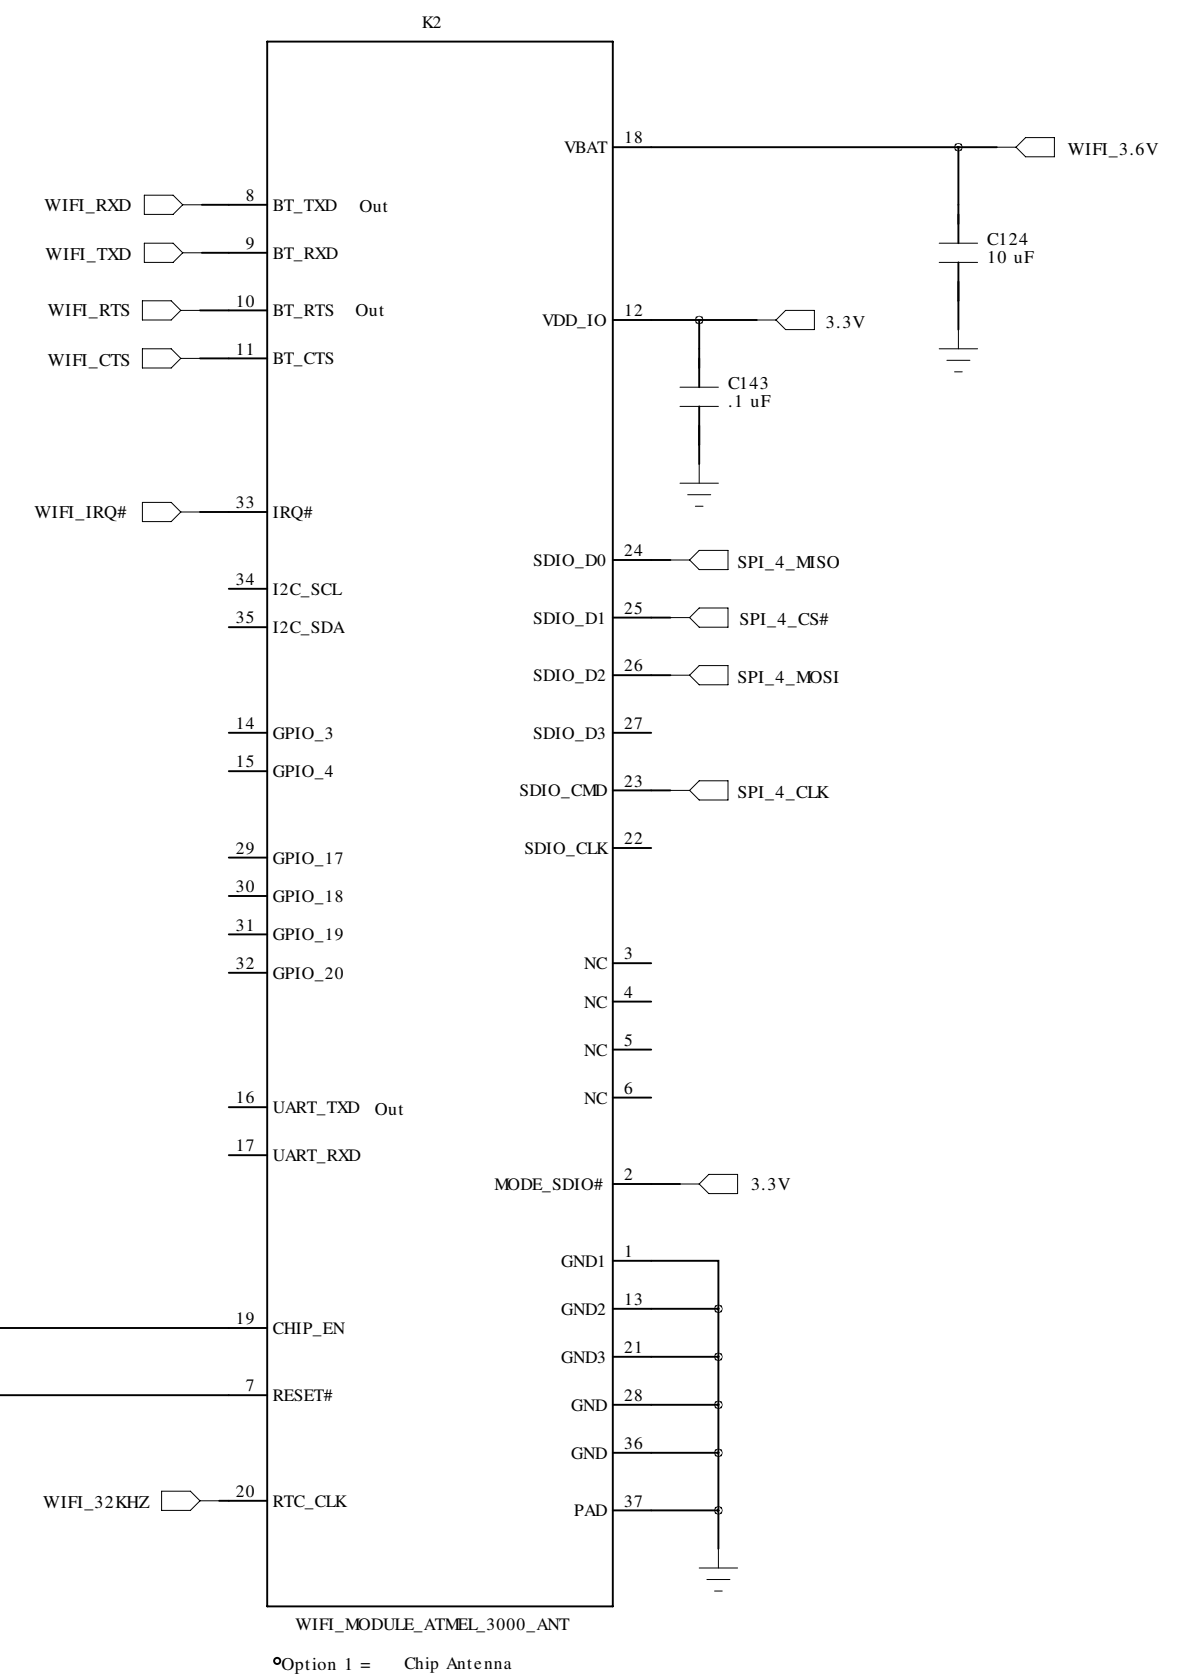 K2
VBAT 18 WIFI_3.6V
WIFI_RXD 8 BT_TXD Out
WIFI_TXD 9 BT_RXD
C124
10 uF
WIFI_RTS 10 BT_RTS Out
VDD_IO 12 3.3V
WIFI_CTS 11 BT_CTS
C143
.1 uF
WIFI_IRQ# 33 IRQ#
SDIO_D0 24 SPI_4_MISO
34 I2C_SCL
SDIO_D1 25 SPI_4_CS#
35 I2C_SDA
SDIO_D2 26 SPI_4_MOSI
14 GPIO_3
SDIO_D3 27
15 GPIO_4
SDIO_CMD 23 SPI_4_CLK
SDIO_CLK 22
29 GPIO_17
30 GPIO_18
31 GPIO_19
NC 3
32 GPIO_20
NC 4
NC 5
NC 6
16 UART_TXD Out
17 UART_RXD
MODE_SDIO# 2 3.3V
GND1 1
GND2 13
19 CHIP_EN
GND3 21
7 RESET#
GND 28
GND 36
WIFI_32KHZ 20 RTC_CLK
PAD 37
WIFI_MODULE_ATMEL_3000_ANT
°Option 1 = Chip Antenna